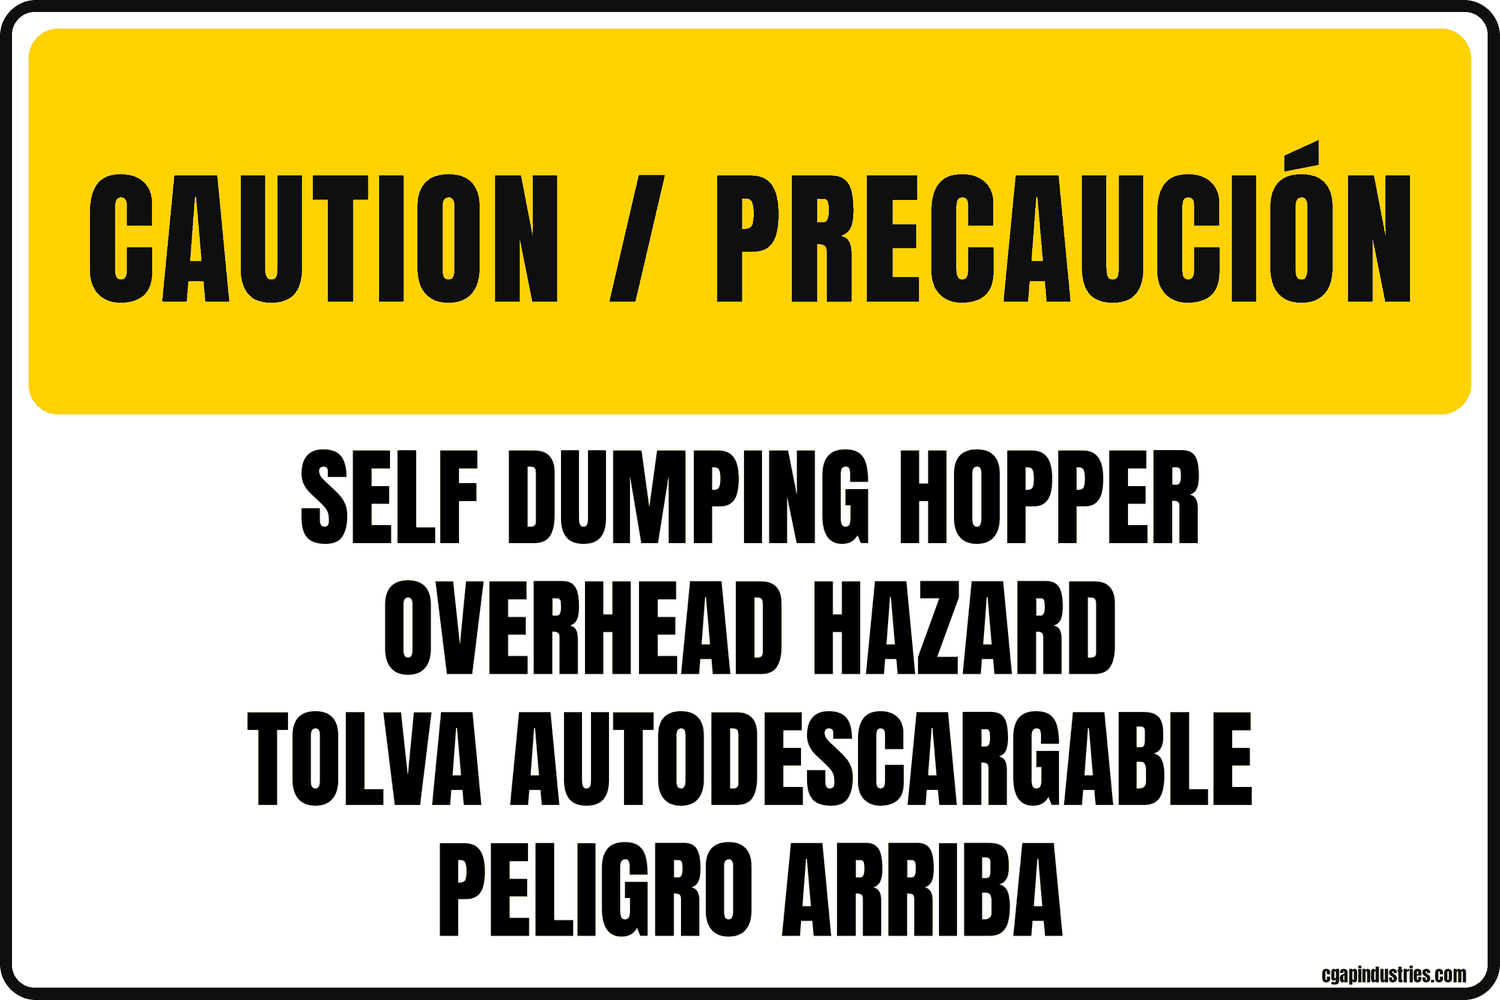 CAUTION / PRECAUCIÓN
SELF DUMPING HOPPER
OVERHEAD HAZARD
TOLVA AUTODESCARGABLE
PELIGRO ARRIBA
cgapindustries.com